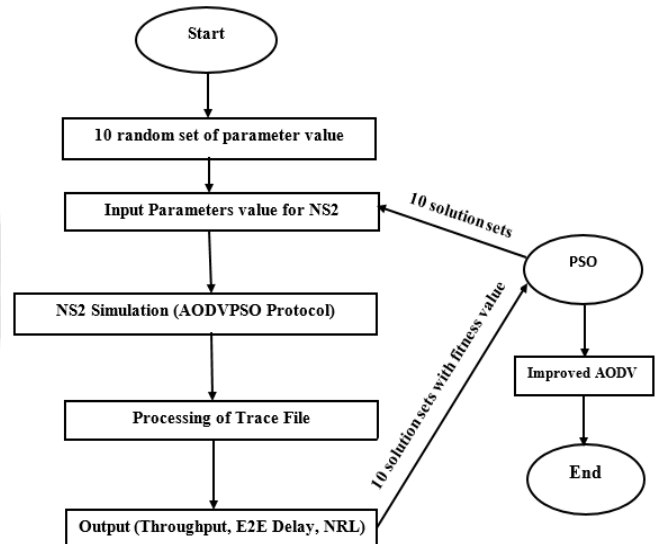 Start
10 random set of parameter value
Input Parameters value for NS2
10 solution sets
PSO
NS2 Simulation (AODVPSO Protocol)
10 solution sets with fitness value
Improved AODV
Processing of Trace File
End
Output (Throughput, E2E Delay, NRL)